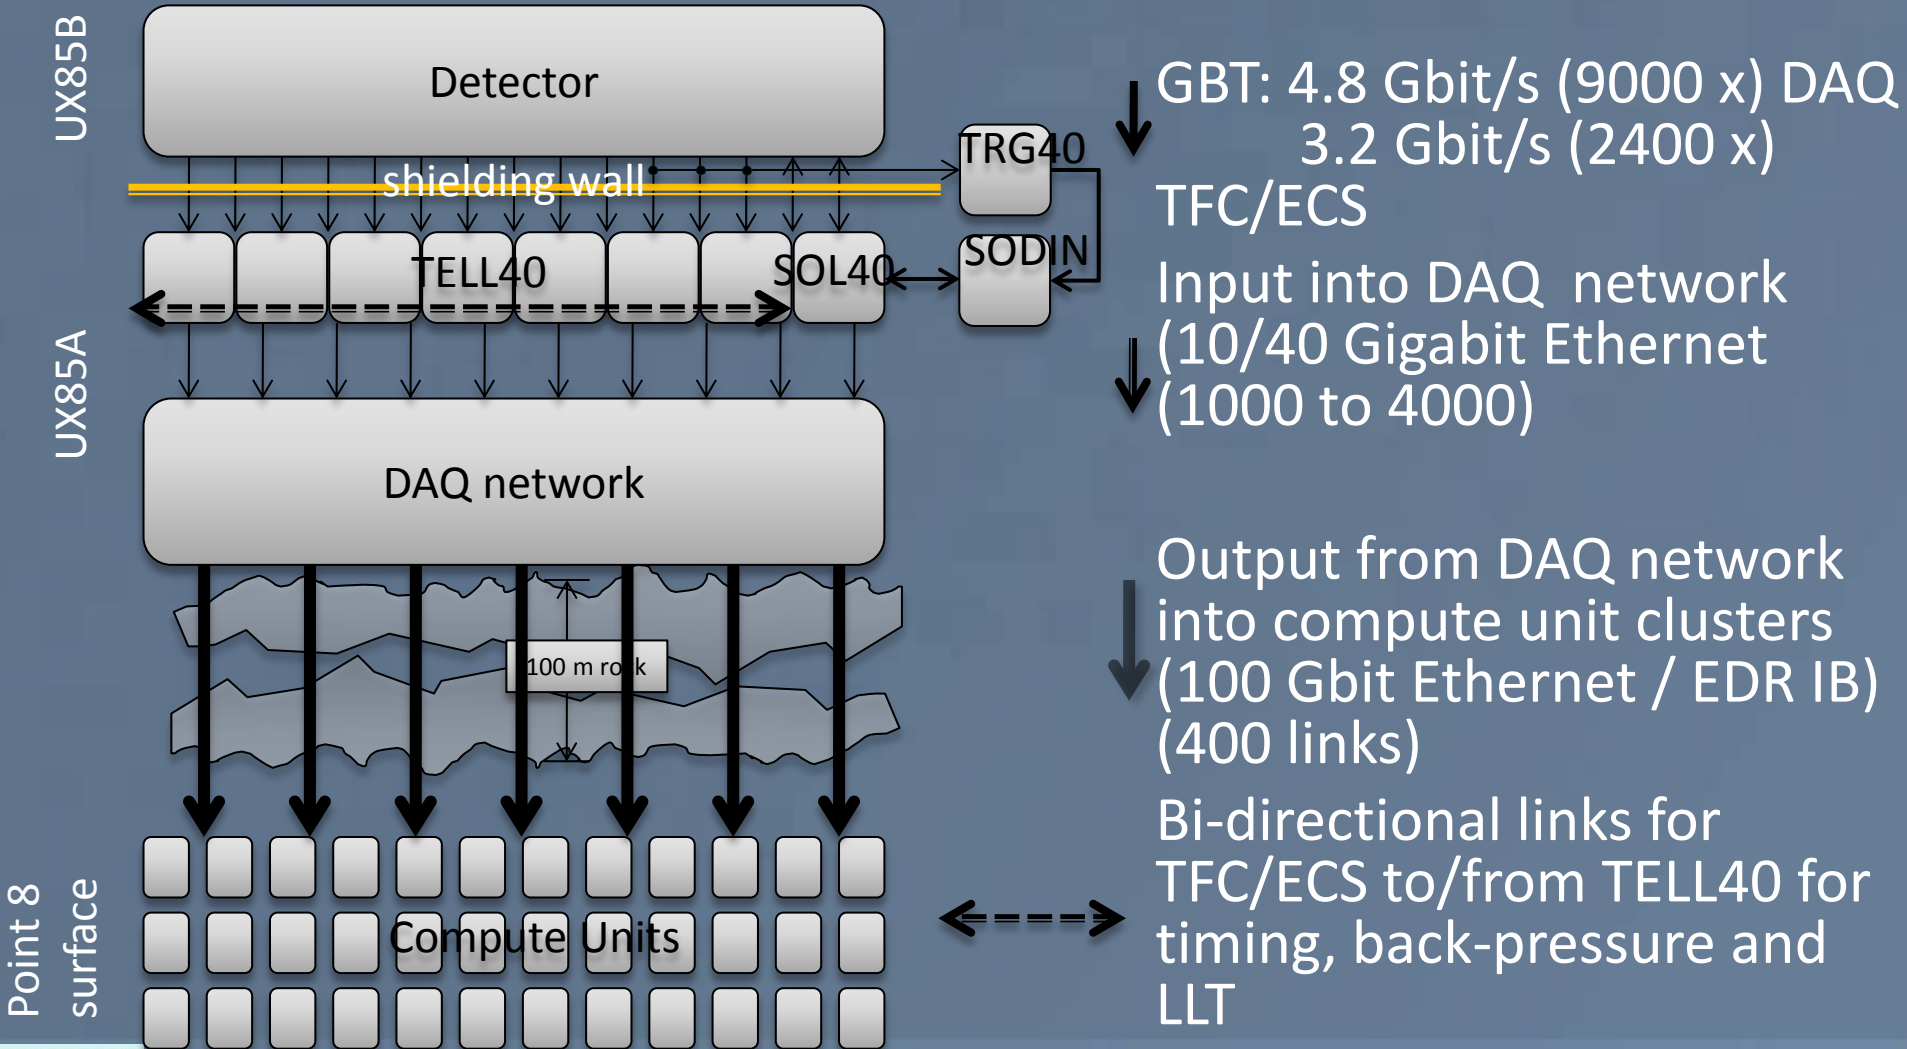 UX85B
Detector
shielding wall
TRG40
TELL40
SOL40
SODIN
UX85A
DAQ network
100 m rock
Point 8
surface
Compute Units
GBT: 4.8 Gbit/s (9000 x) DAQ
3.2 Gbit/s (2400 x)
TFC/ECS
Input into DAQ network
(10/40 Gigabit Ethernet
(1000 to 4000)
Output from DAQ network
into compute unit clusters
(100 Gbit Ethernet / EDR IB)
(400 links)
Bi-directional links for
TFC/ECS to/from TELL40 for
timing, back-pressure and
LLT